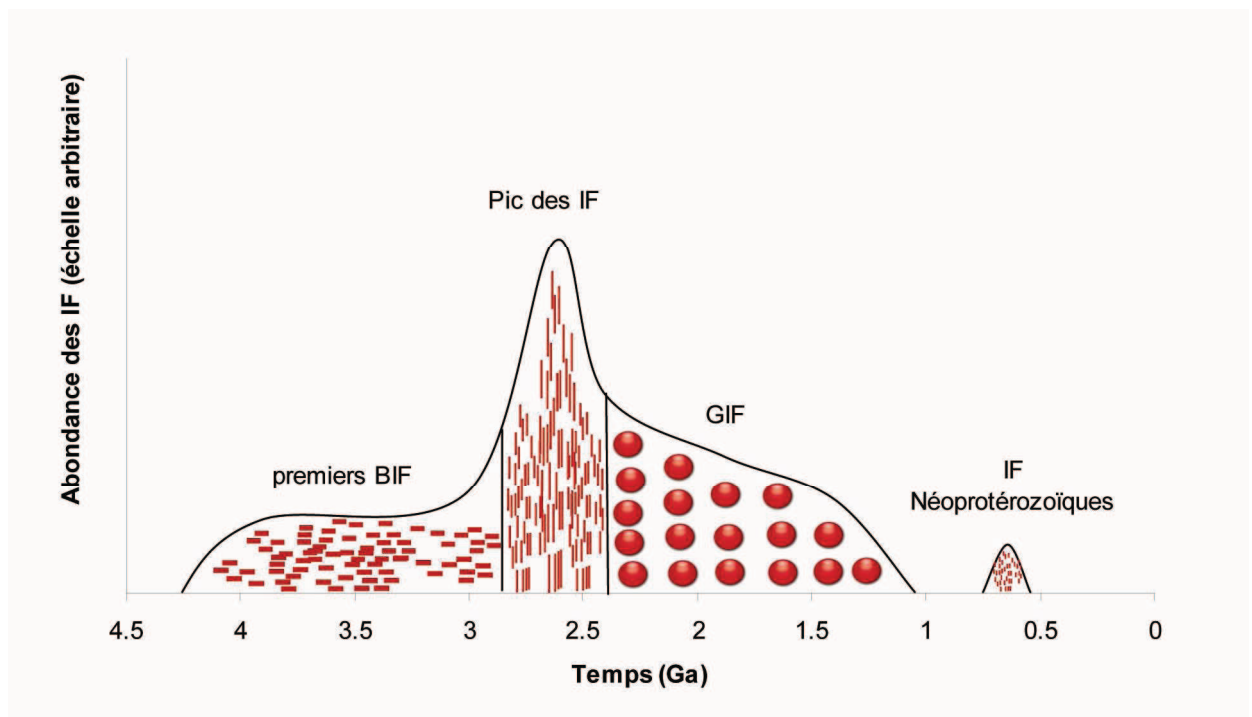 Abondance des IF (échelle arbitraire)
Pic des IF
premiers BIF
GIF
IF
Néoprotérozoïques
4.5
4
3.5
3
2.5
2
1.5
1
0.5
0
Temps (Ga)